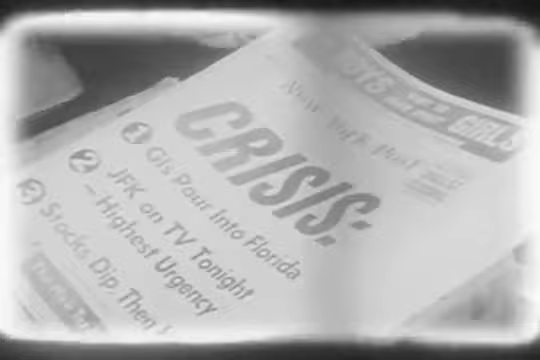 GIRLS
New York Post
CRISIS:
1 GIs Pour Into Florida
2 JFK on TV Tonight
— Highest Urgency
3 Stocks Dip, Then